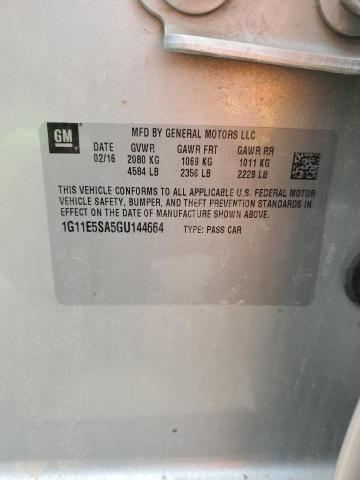 GM
MFD BY GENERAL MOTORS LLC
DATE GVWR GAWR FRT GAWR RR
02/16 2080 KG 1069 KG 1011 KG
4584 LB 2356 LB 2228 LB
THIS VEHICLE CONFORMS TO ALL APPLICABLE U.S. FEDERAL MOTOR
VEHICLE SAFETY, BUMPER, AND THEFT PREVENTION STANDARDS
IN EFFECT ON THE DATE OF MANUFACTURE SHOWN ABOVE.
1G11E5SA5GU144664 TYPE: PASS CAR